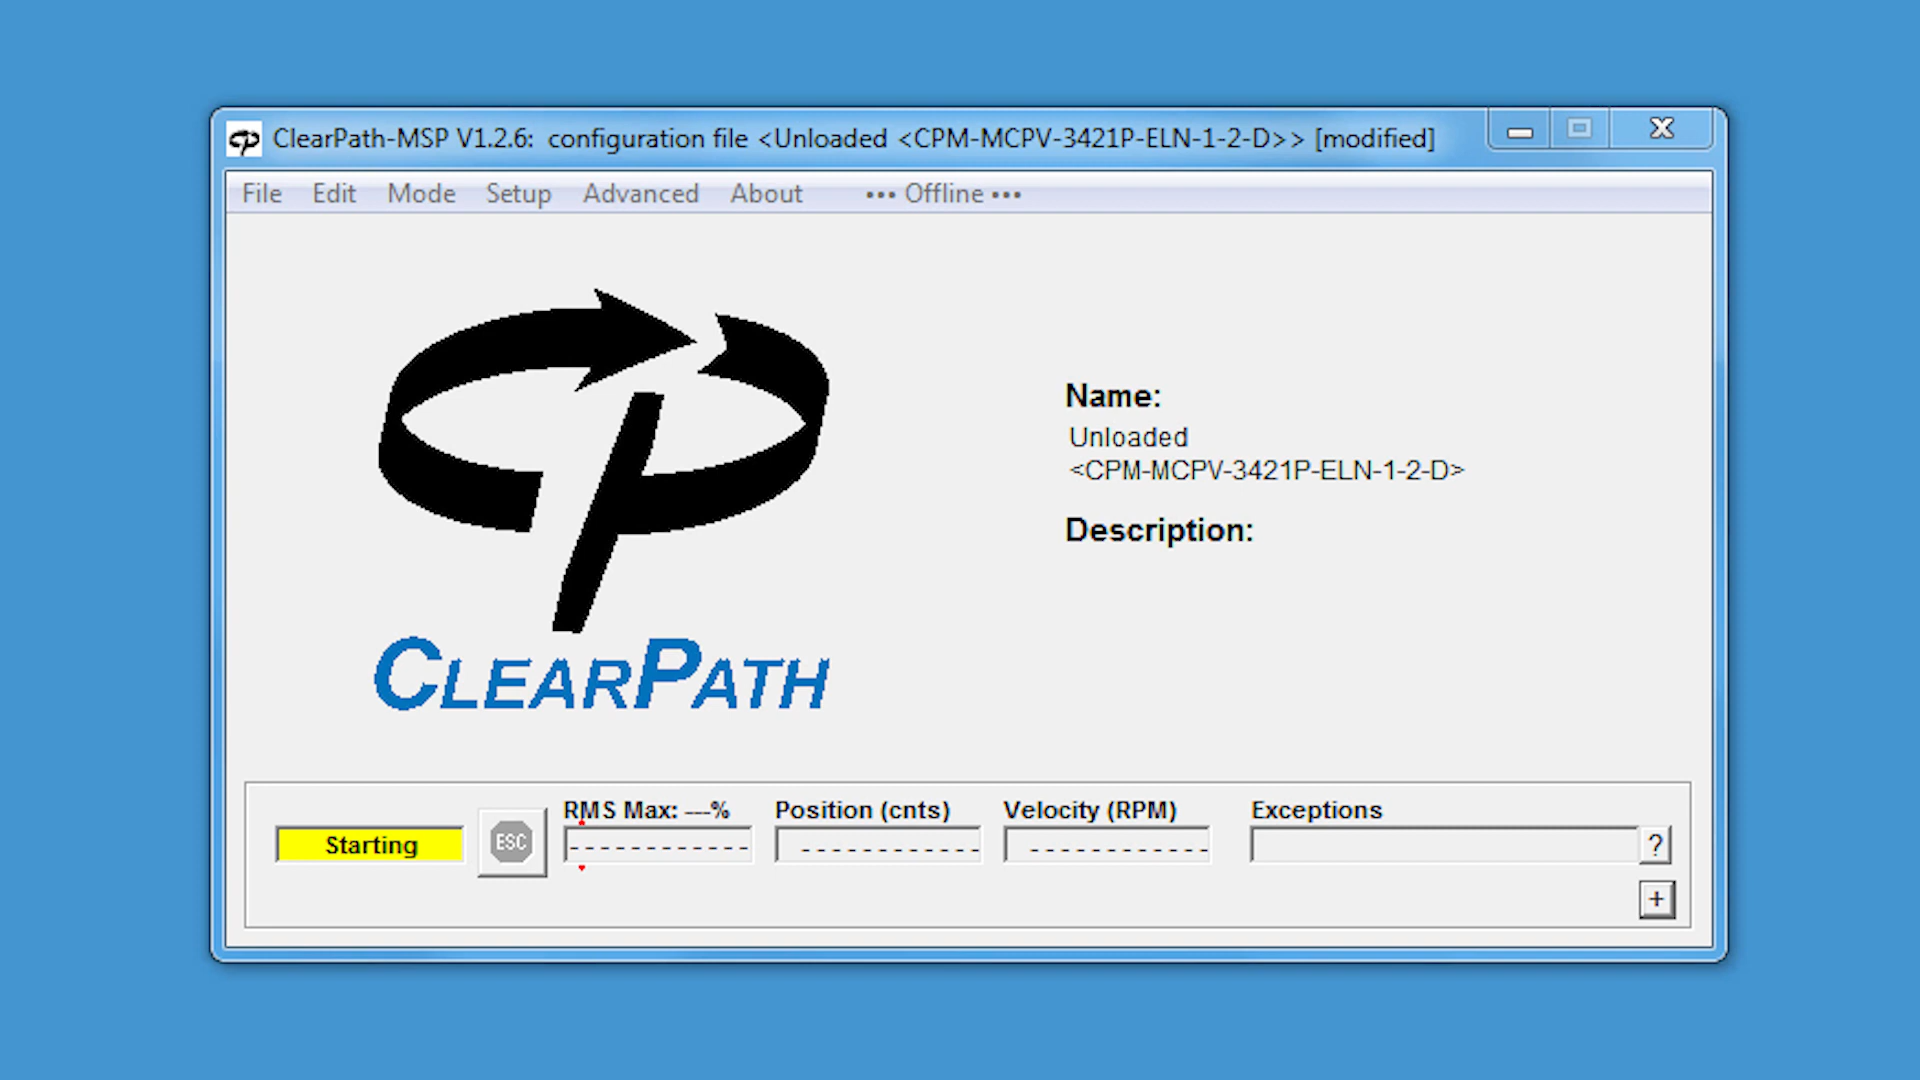 ClearPath-MSP V1.2.6: configuration file <Unloaded <CPM-MCPV-3421P-ELN-1-2-D>> [modified]
File Edit Mode Setup Advanced About ••• Offline •••
Name:
Unloaded
<CPM-MCPV-3421P-ELN-1-2-D>
Description:
CLEARPATH
RMS Max: ---% Position (cnts) Velocity (RPM) Exceptions
Starting ESC ------------ ------------ ------------ ?
+